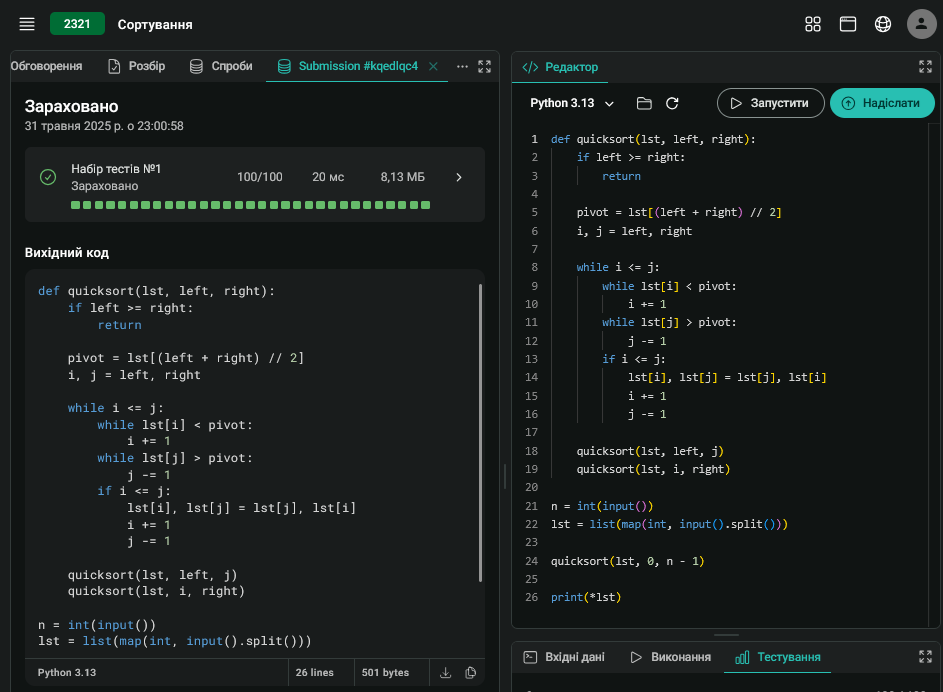 2321 Сортування
Обговорення Розбір Спроби Submission #kqedlqc4
Зараховано
31 травня 2025 р. о 23:00:58
Набір тестів №1
Зараховано
100/100 20 мс 8,13 МБ
Вихідний код
def quicksort(lst, left, right):
    if left >= right:
        return

    pivot = lst[(left + right) // 2]
    i, j = left, right

    while i <= j:
        while lst[i] < pivot:
            i += 1
        while lst[j] > pivot:
            j -= 1
        if i <= j:
            lst[i], lst[j] = lst[j], lst[i]
            i += 1
            j -= 1

    quicksort(lst, left, j)
    quicksort(lst, i, right)

n = int(input())
lst = list(map(int, input().split()))
Python 3.13 26 lines 501 bytes
Редактор
Python 3.13 Запустити Надіслати
1 def quicksort(lst, left, right):
2     if left >= right:
3         return
4
5     pivot = lst[(left + right) // 2]
6     i, j = left, right
7
8     while i <= j:
9         while lst[i] < pivot:
10             i += 1
11         while lst[j] > pivot:
12             j -= 1
13         if i <= j:
14             lst[i], lst[j] = lst[j], lst[i]
15             i += 1
16             j -= 1
17
18     quicksort(lst, left, j)
19     quicksort(lst, i, right)
20
21 n = int(input())
22 lst = list(map(int, input().split()))
23
24 quicksort(lst, 0, n - 1)
25
26 print(*lst)
Вхідні дані Виконання Тестування